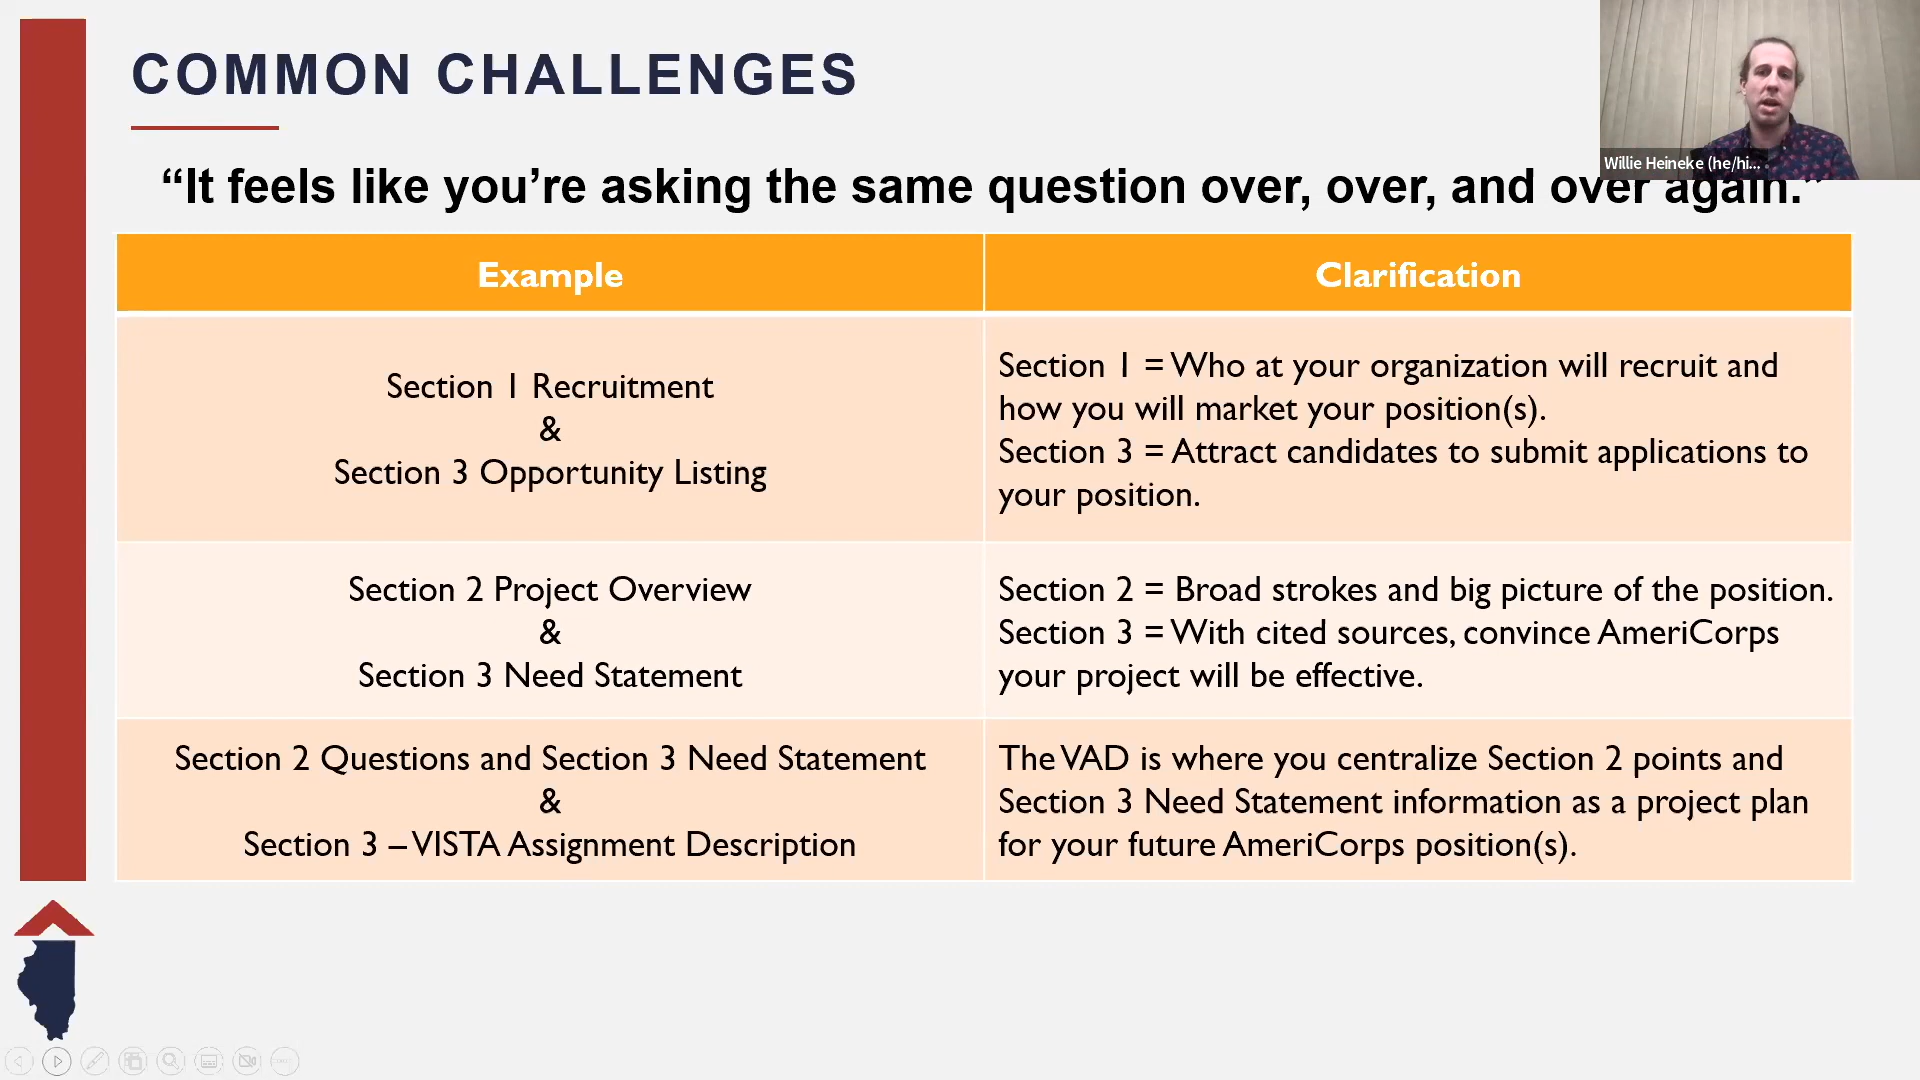 COMMON CHALLENGES
Willie Heineke (he/hi...
“It feels like you’re asking the same question over, over, and over again.”
Example
Clarification
Section 1 Recruitment
&
Section 3 Opportunity Listing
Section 1 = Who at your organization will recruit and
how you will market your position(s).
Section 3 = Attract candidates to submit applications to
your position.
Section 2 Project Overview
&
Section 3 Need Statement
Section 2 = Broad strokes and big picture of the position.
Section 3 = With cited sources, convince AmeriCorps
your project will be effective.
Section 2 Questions and Section 3 Need Statement
&
Section 3 – VISTA Assignment Description
The VAD is where you centralize Section 2 points and
Section 3 Need Statement information as a project plan
for your future AmeriCorps position(s).